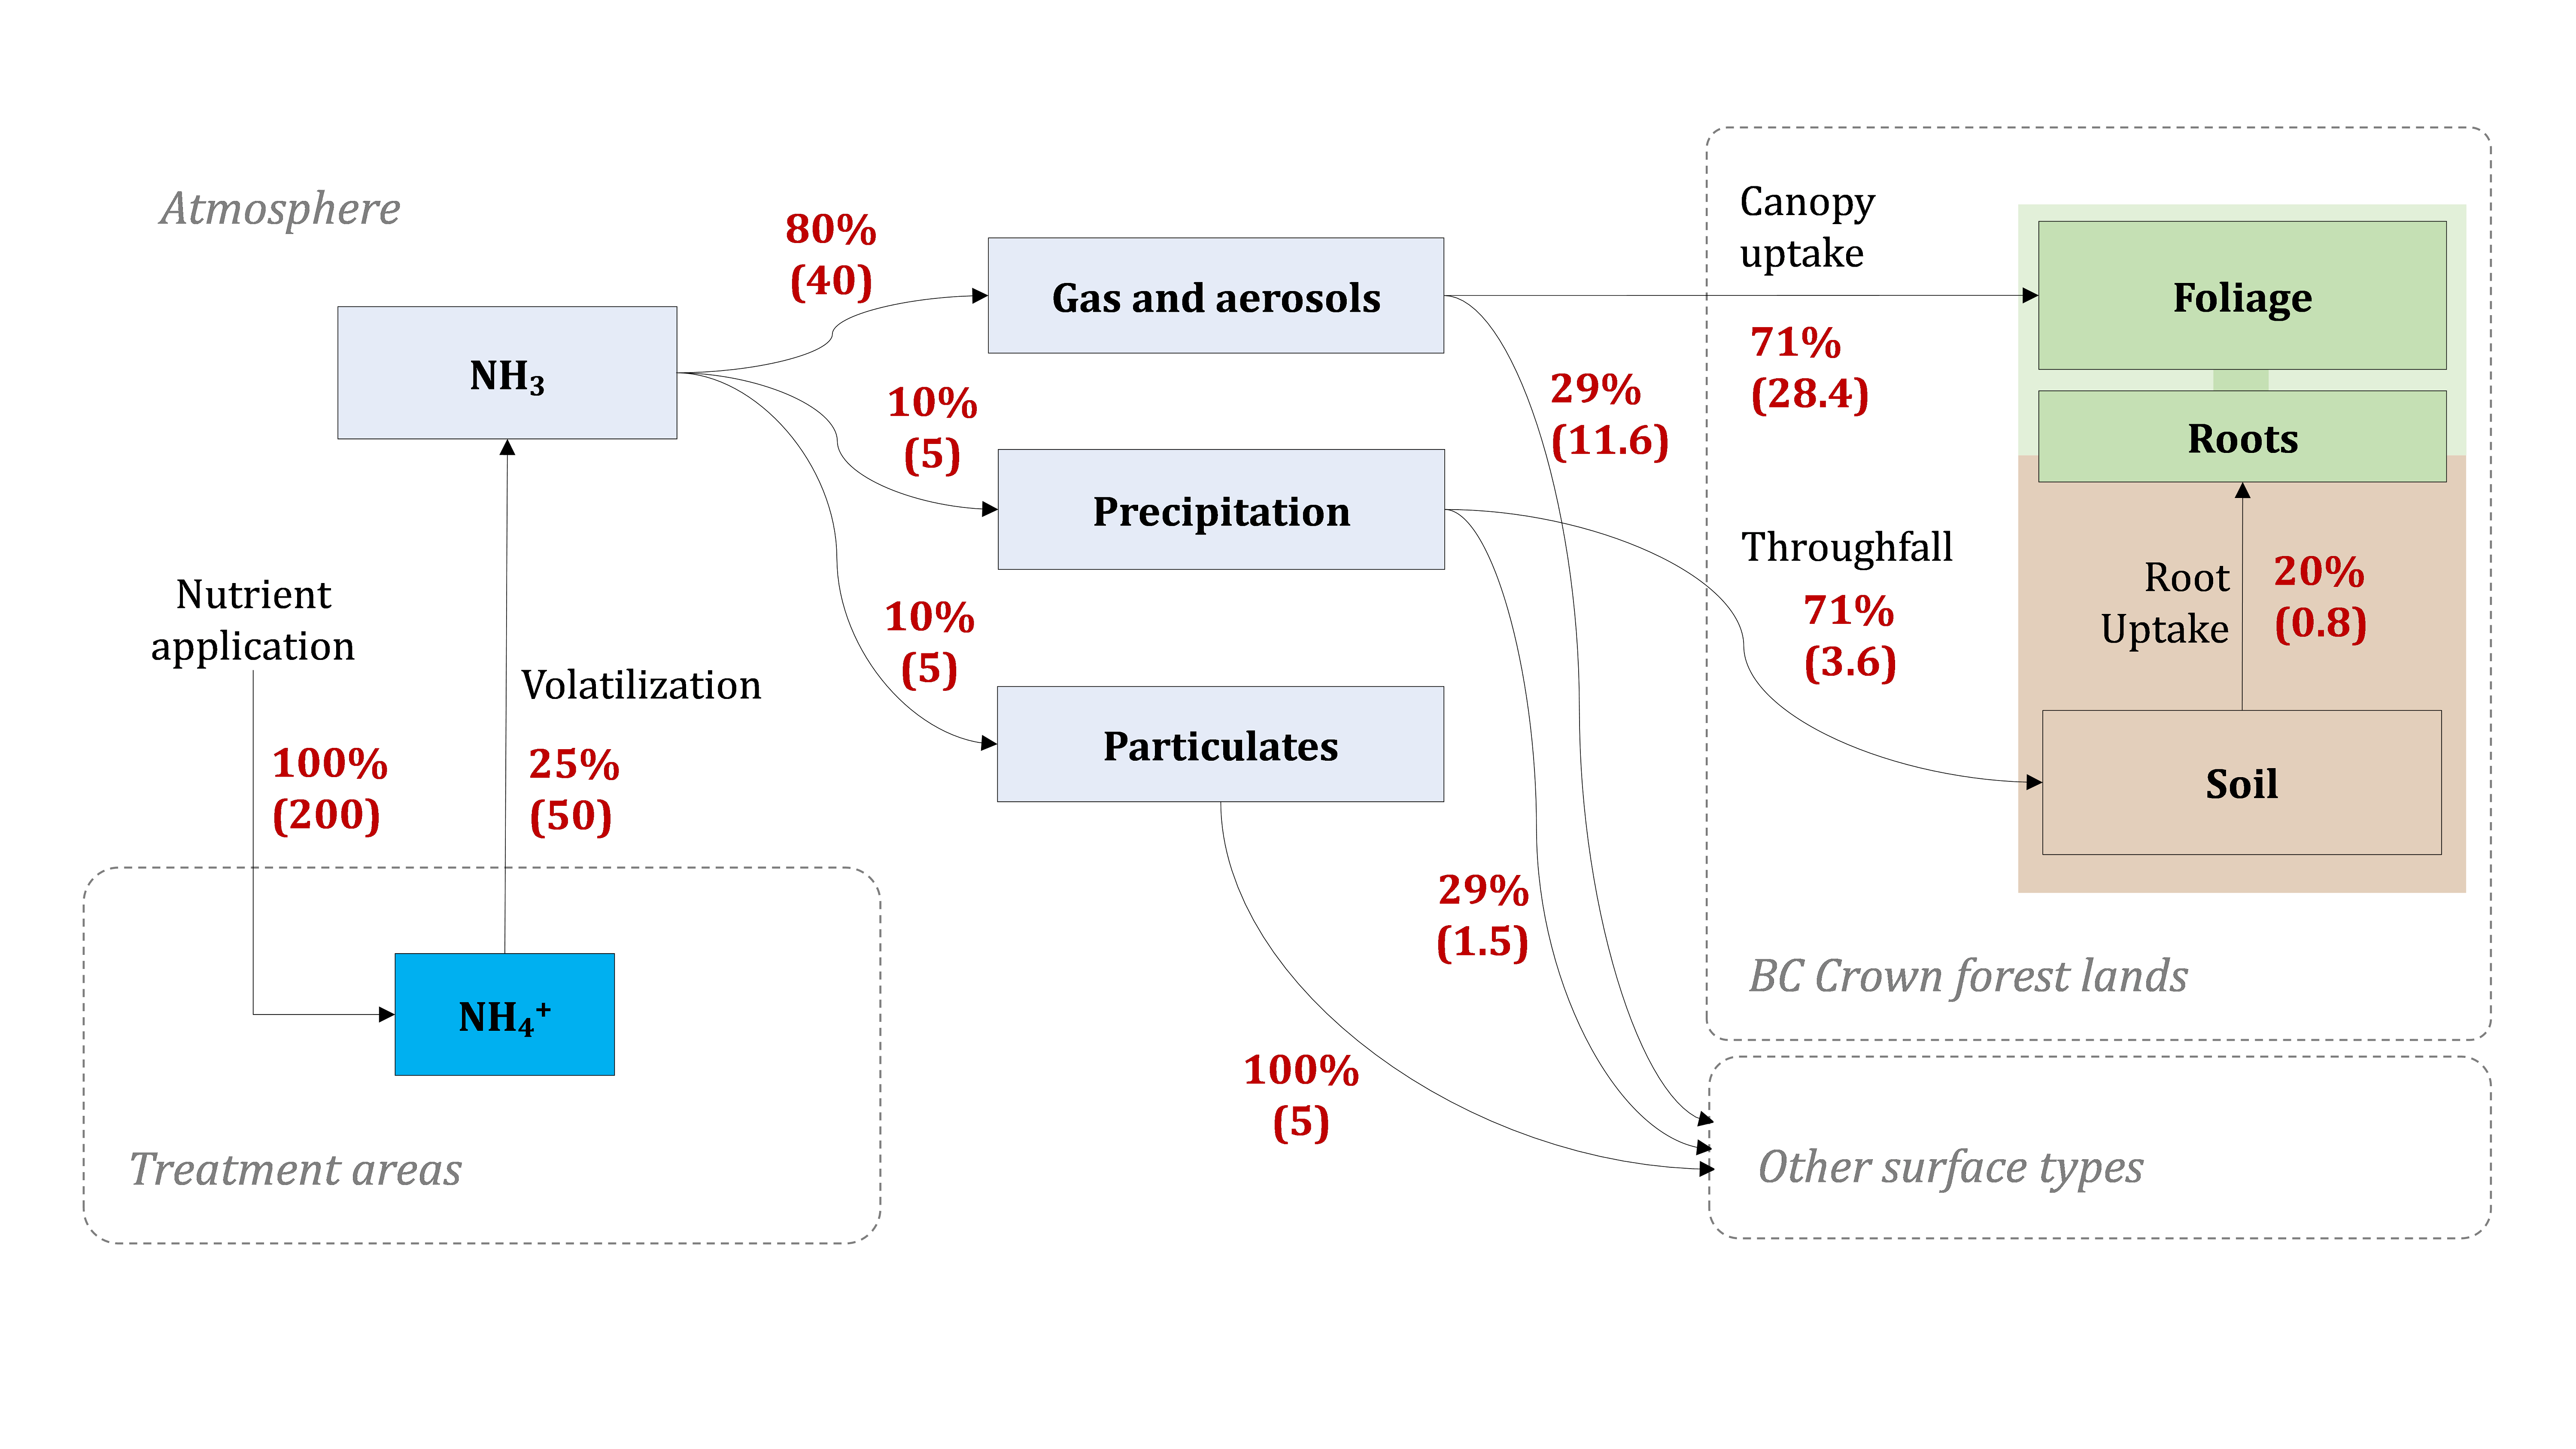 Atmosphere
80%
(40)
Gas and aerosols
Canopy
uptake
Foliage
NH₃
71%
(28.4)
29%
(11.6)
10%
(5)
Roots
Precipitation
Throughfall
71%
(3.6)
Root
Uptake
20%
(0.8)
Nutrient
application
10%
(5)
Volatilization
Particulates
Soil
100%
(200)
25%
(50)
29%
(1.5)
BC Crown forest lands
NH₄⁺
100%
(5)
Treatment areas
Other surface types